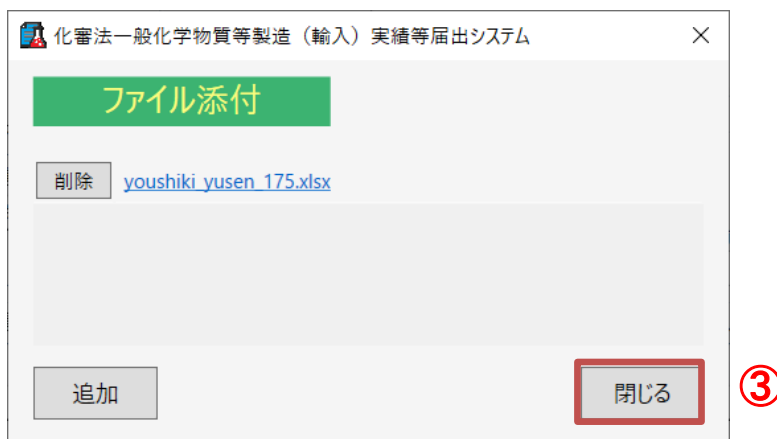 化審法一般化学物質等製造（輸入）実績等届出システム
ファイル添付
削除 youshiki_yusen_175.xlsx
追加 閉じる ③